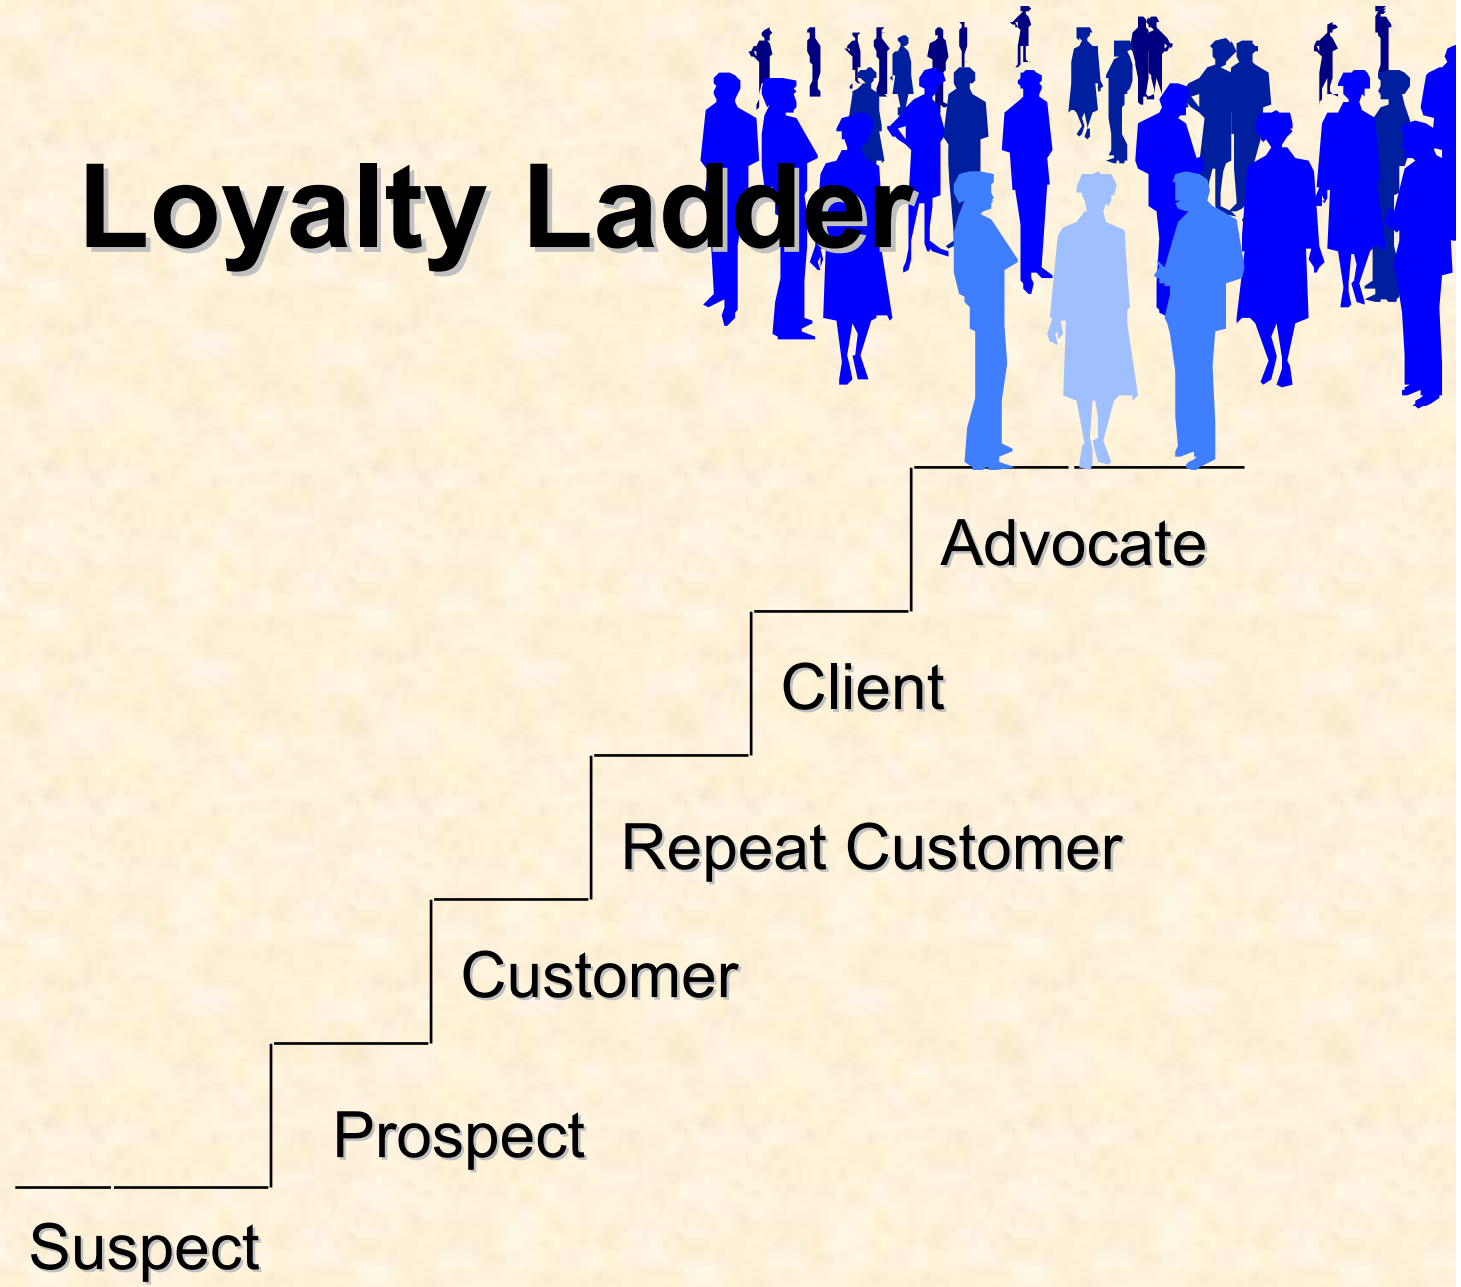 Loyalty Ladder
Advocate
Client
Repeat Customer
Customer
Prospect
Suspect